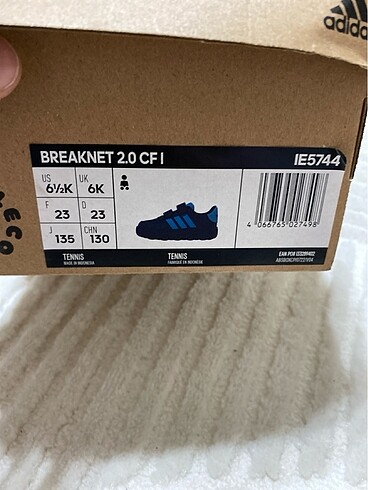 adidas
BREAKNET 2.0 CF I IE5744
US UK
6½K 6K
F D
23 23
J CHN
135 130
4 066765 027498
TENNIS TENNIS
MADE IN INDONESIA FABRIQUE EN INDONESIE
ECO